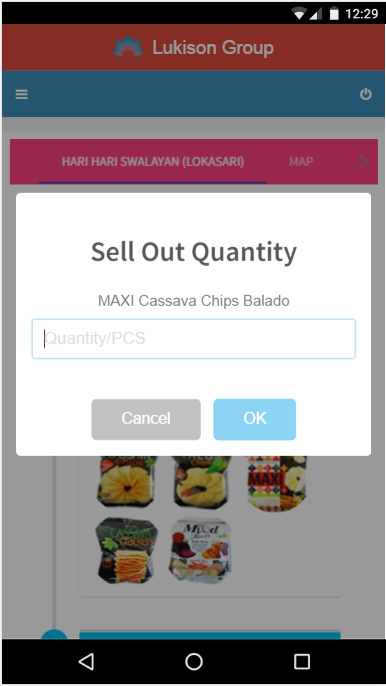 12:29
Lukison Group
HARI HARI SWALAYAN (LOKASARI) MAP
Sell Out Quantity
MAXI Cassava Chips Balado
Quantity/PCS
Cancel OK
MAXI
Mixed